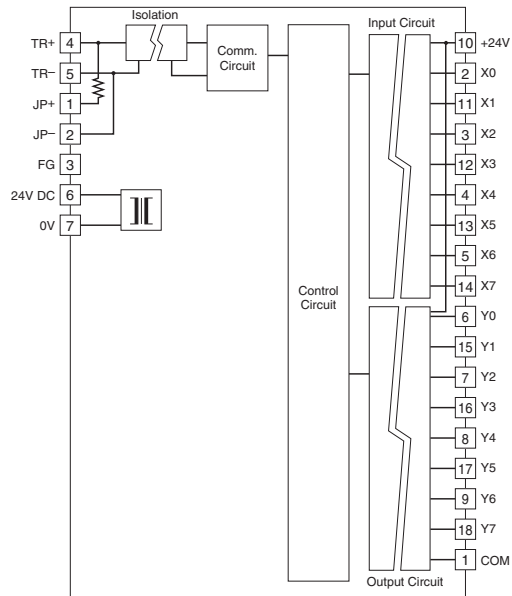 Isolation
Input Circuit
TR+ 4
TR– 5
JP+ 1
JP– 2
FG 3
24V DC 6
0V 7
Comm.
Circuit
Control
Circuit
10 +24V
2 X0
11 X1
3 X2
12 X3
4 X4
13 X5
5 X6
14 X7
6 Y0
15 Y1
7 Y2
16 Y3
8 Y4
17 Y5
9 Y6
18 Y7
1 COM
Output Circuit